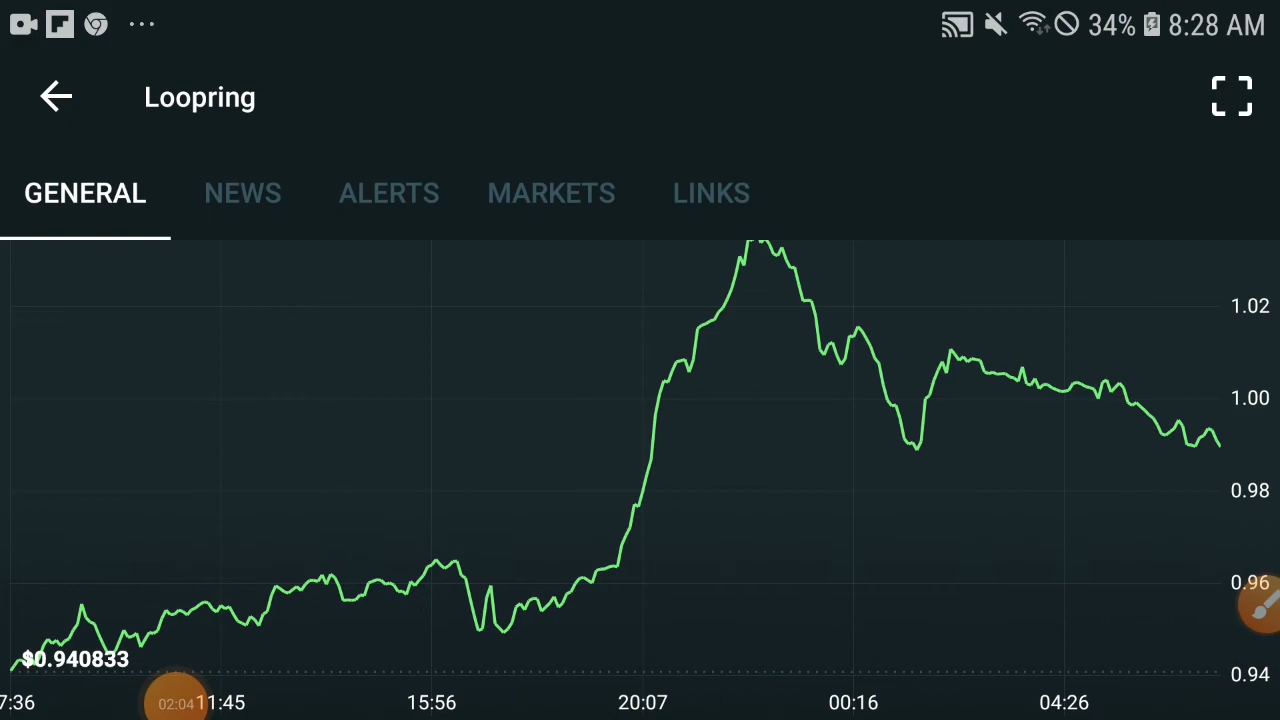 34% 8:28 AM
Loopring
GENERAL NEWS ALERTS MARKETS LINKS
1.02
1.00
0.98
0.96
$0.940833
0.94
7:36 02:04 11:45 15:56 20:07 00:16 04:26